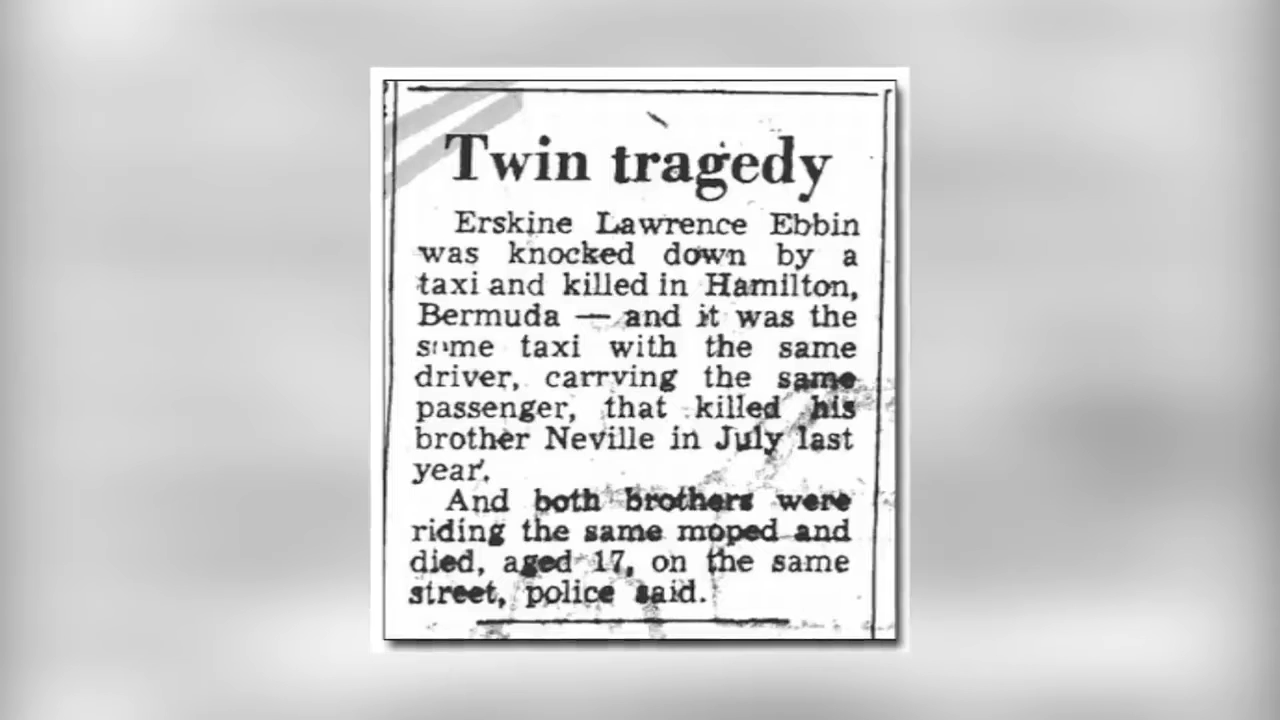 Twin tragedy
Erskine Lawrence Ebbin
was knocked down by a
taxi and killed in Hamilton,
Bermuda — and it was the
same taxi with the same
driver, carrying the same
passenger, that killed his
brother Neville in July last
year.
And both brothers were
riding the same moped and
died, aged 17, on the same
street, police said.